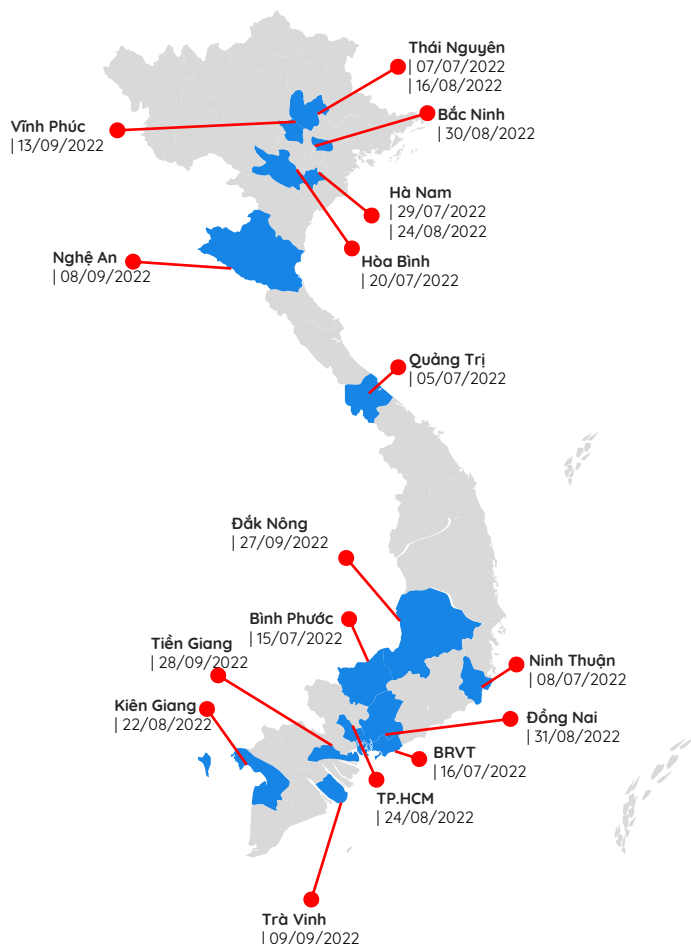 Thái Nguyên
| 07/07/2022
| 16/08/2022
Bắc Ninh
| 30/08/2022
Vĩnh Phúc
| 13/09/2022
Hà Nam
| 29/07/2022
| 24/08/2022
Hòa Bình
| 20/07/2022
Nghệ An
| 08/09/2022
Quảng Trị
| 05/07/2022
Đắk Nông
| 27/09/2022
Bình Phước
| 15/07/2022
Tiền Giang
| 28/09/2022
Ninh Thuận
| 08/07/2022
Kiên Giang
| 22/08/2022
Đồng Nai
| 31/08/2022
BRVT
| 16/07/2022
TP.HCM
| 24/08/2022
Trà Vinh
| 09/09/2022